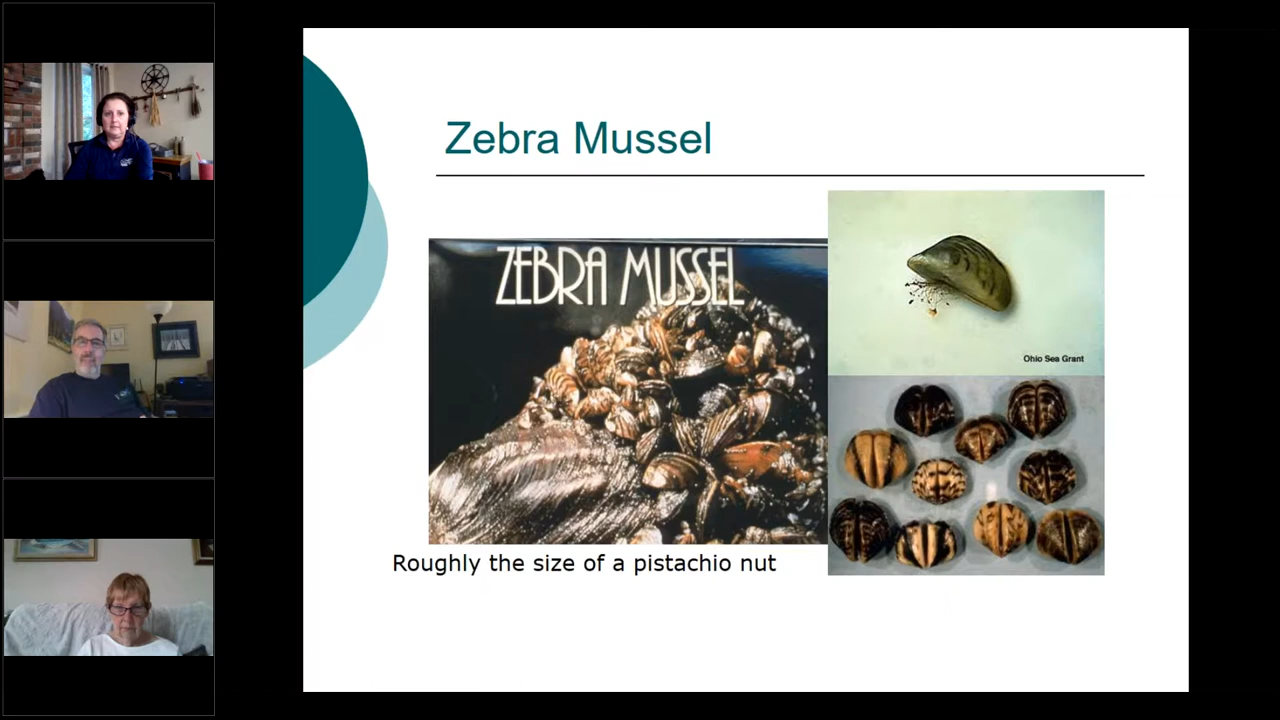 Zebra Mussel
ZEBRA MUSSEL
Ohio Sea Grant
Roughly the size of a pistachio nut